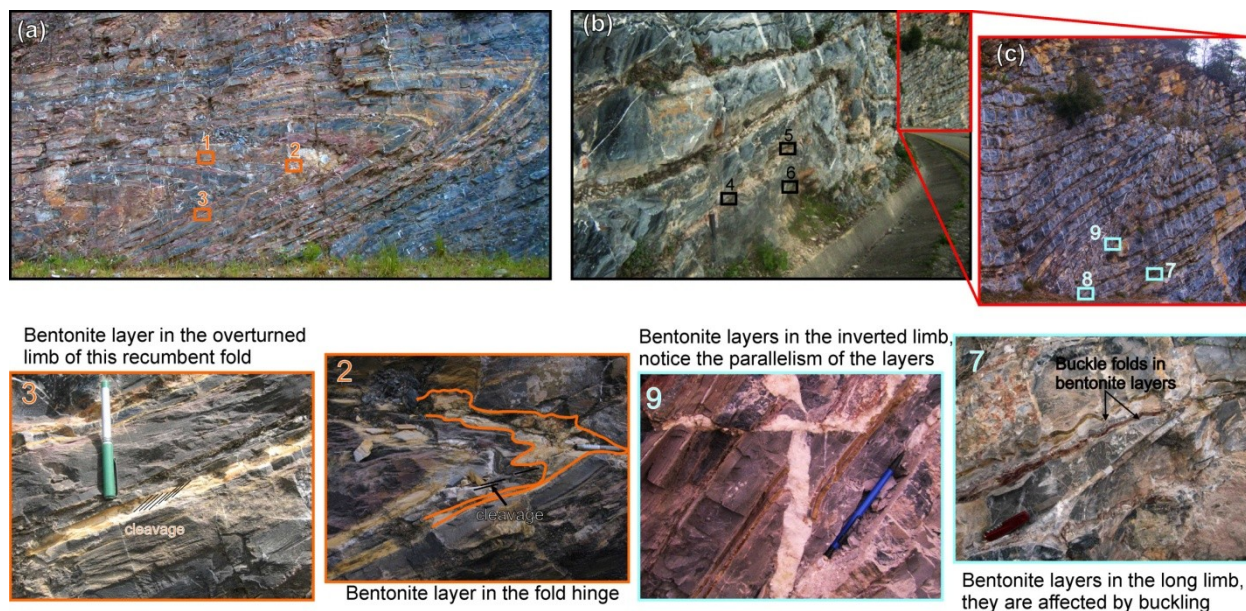 (a)
1
2
3
(b)
5
4
6
(c)
9
7
8
Bentonite layer in the overturned
limb of this recumbent fold
3
cleavage
2
cleavage
Bentonite layer in the fold hinge
Bentonite layers in the inverted limb,
notice the parallelism of the layers
9
7
Buckle folds in
bentonite layers
Bentonite layers in the long limb,
they are affected by buckling